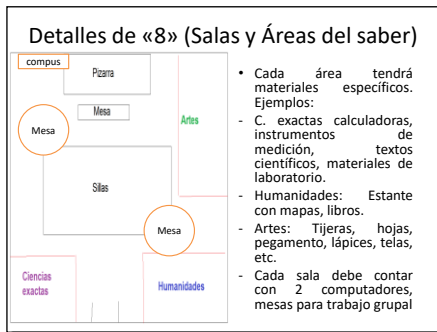 Detalles de «8» (Salas y Áreas del saber)
compus
Pizarra
Mesa
Artes
Mesa
Sillas
Mesa
Ciencias
exactas
Humanidades
• Cada área tendrá
materiales específicos.
Ejemplos:
- C. exactas calculadoras,
instrumentos de
medición, textos
científicos, materiales de
laboratorio.
- Humanidades: Estante
con mapas, libros.
- Artes: Tijeras, hojas,
pegamento, lápices, telas,
etc.
- Cada sala debe contar
con 2 computadores,
mesas para trabajo grupal